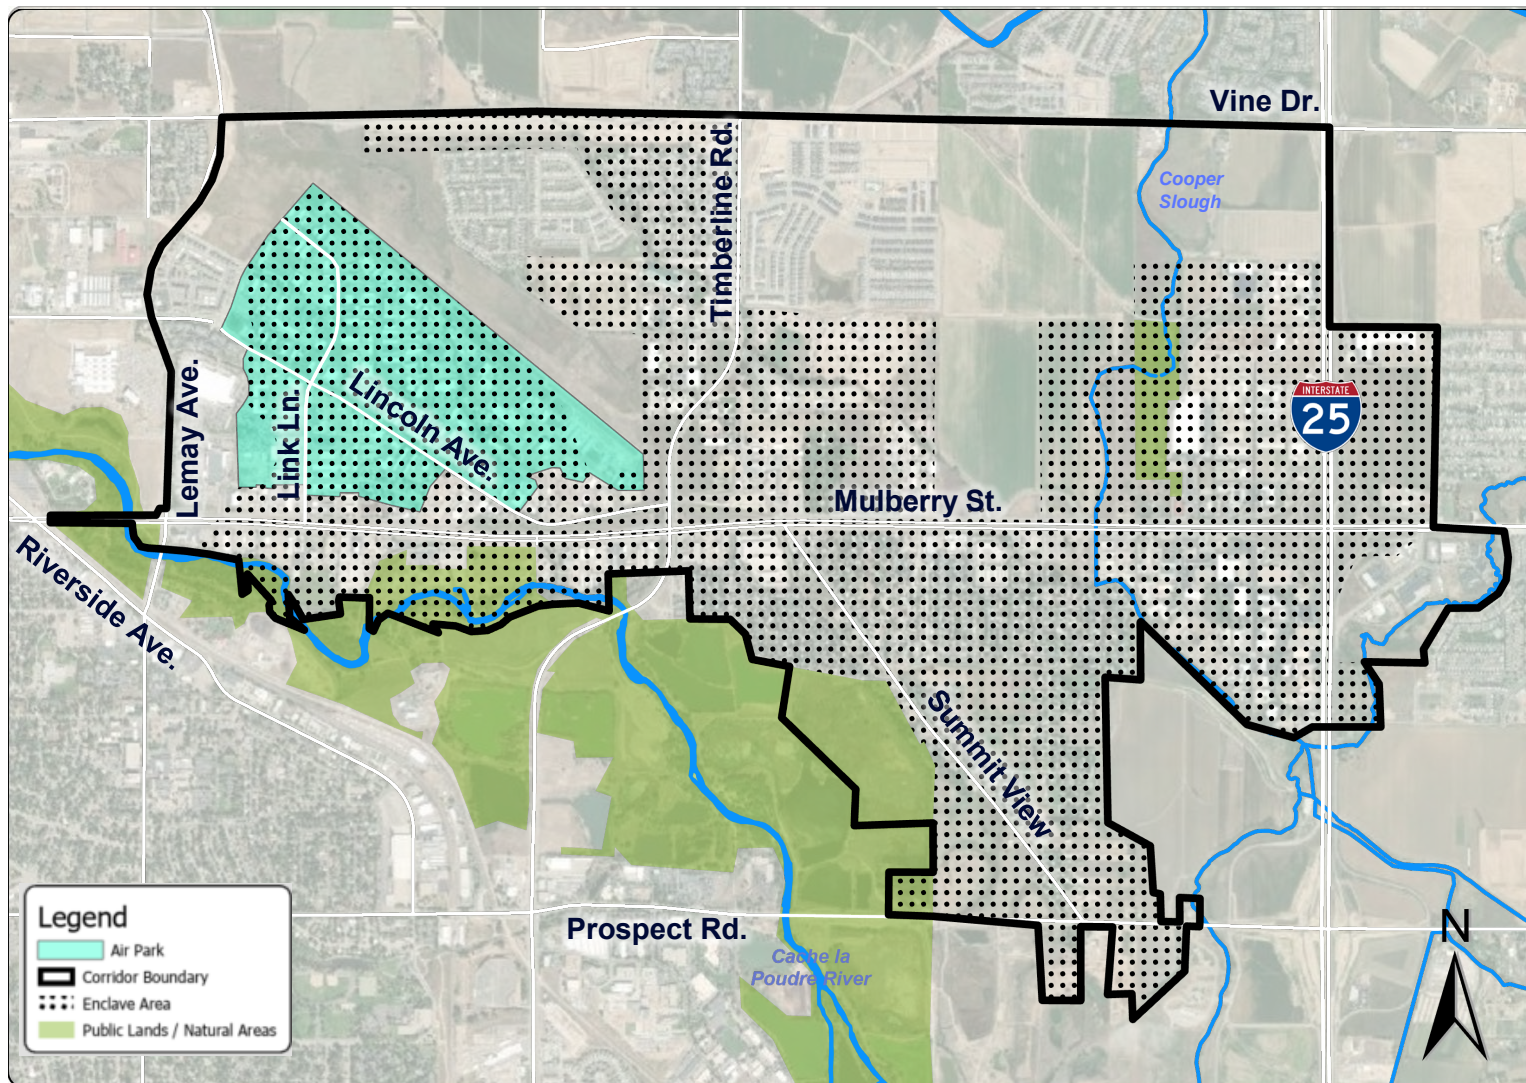 Vine Dr.
Timberline Rd.
Cooper
Slough
Lemay Ave.
Link Ln.
Lincoln Ave.
INTERSTATE
25
Mulberry St.
Riverside Ave.
Summit View
Prospect Rd.
Cache la
Poudre River
N
Legend
Air Park
Corridor Boundary
Enclave Area
Public Lands / Natural Areas